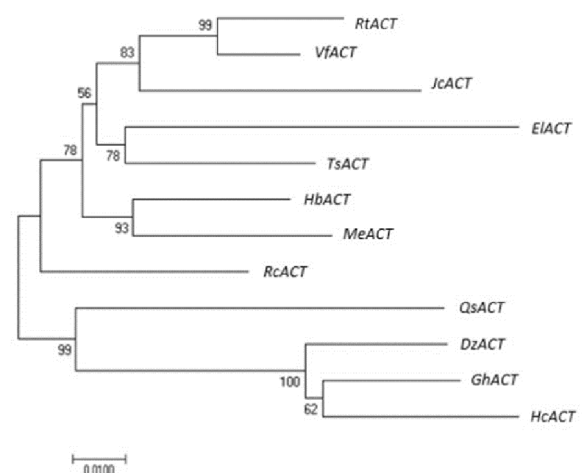 99
RtACT
VfACT
83
JcACT
56
ElACT
78
78
TsACT
HbACT
93
MeACT
RcACT
QsACT
99
DzACT
100
GhACT
62
HcACT
0.0100